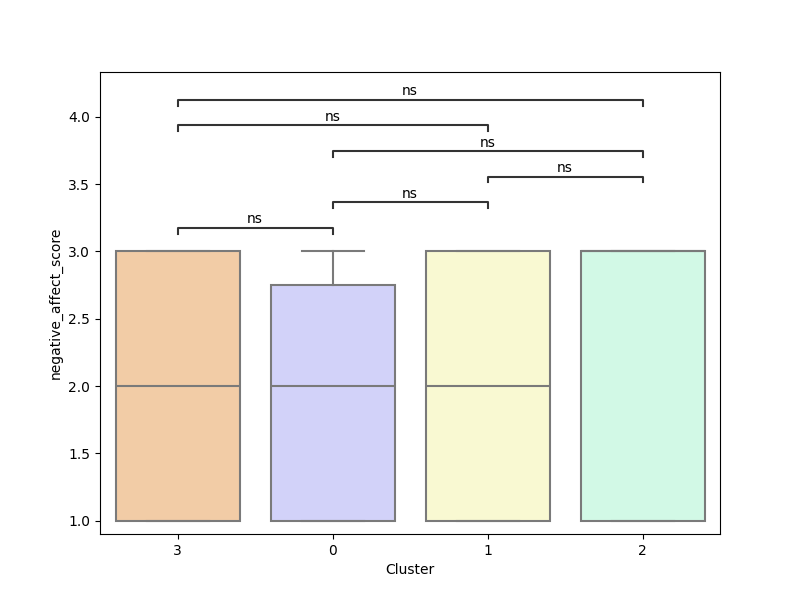 ns
ns
ns
ns
ns
ns
4.0
3.5
3.0
2.5
2.0
1.5
1.0
negative_affect_score
3 0 1 2
Cluster